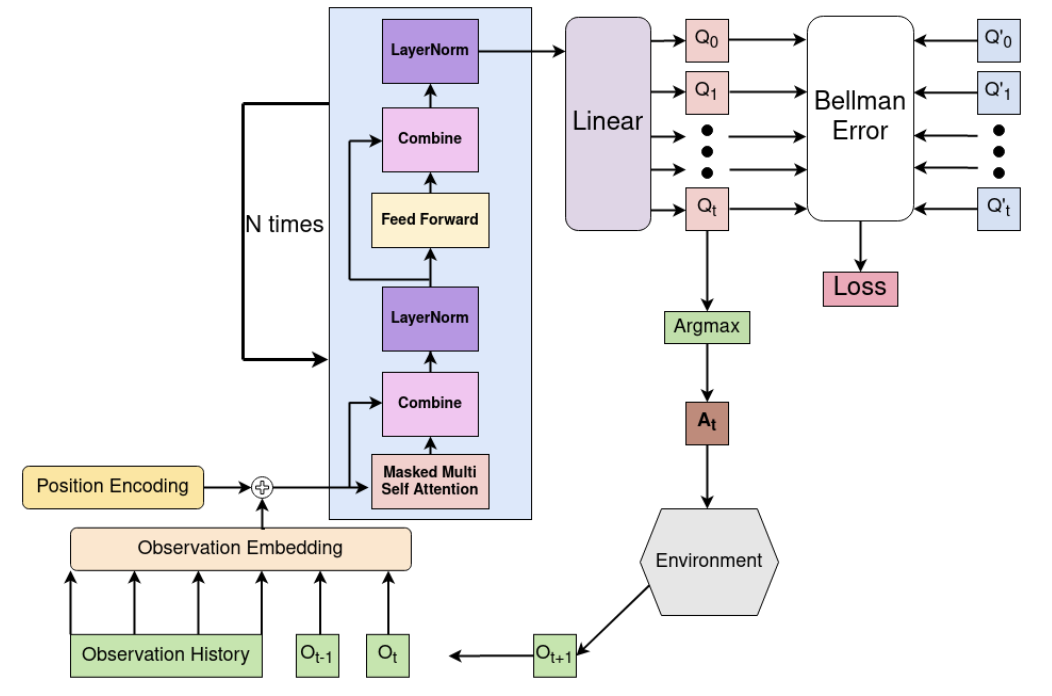 LayerNorm
Combine
Feed Forward
N times
LayerNorm
Combine
Masked Multi
Self Attention
Position Encoding
Observation Embedding
Observation History
Ot-1
Ot
Linear
Q0
Q1
Qt
Bellman
Error
Q'0
Q'1
Q't
Loss
Argmax
At
Environment
Ot+1